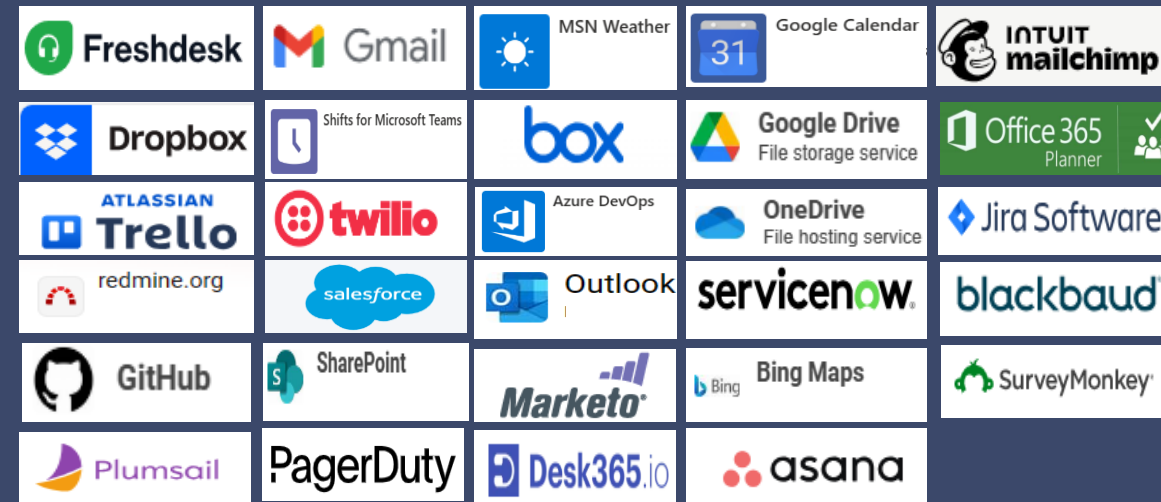 Freshdesk
Gmail
MSN Weather
31
Google Calendar
INTUIT
mailchimp
Dropbox
Shifts for Microsoft Teams
box
Google Drive
File storage service
Office 365
Planner
ATLASSIAN
Trello
twilio
Azure DevOps
OneDrive
File hosting service
Jira Software
redmine.org
salesforce
Outlook
servicenow
blackbaud
GitHub
S
SharePoint
Marketo
Bing
Bing Maps
SurveyMonkey
Plumsail
PagerDuty
Desk365.io
asana